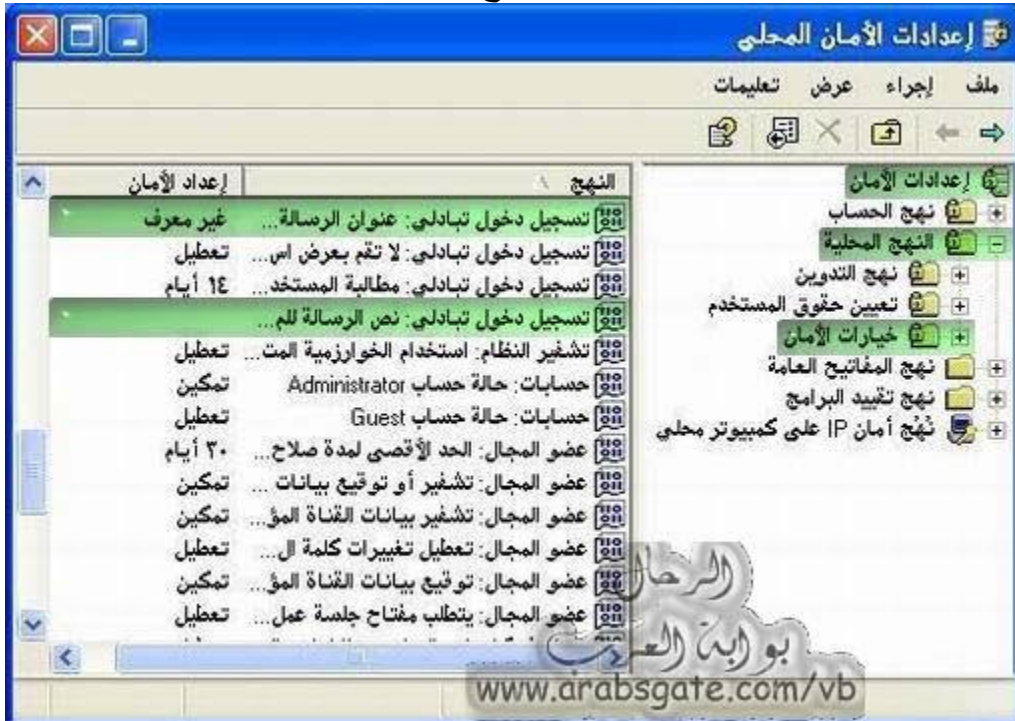 إعدادات الأمان المحلي
ملف إجراء عرض تعليمات
إعدادات الأمان
نهج الحساب
النهج المحلية
نهج التدوين
تعيين حقوق المستخدم
خيارات الأمان
نهج المفاتيح العامة
نهج تقييد البرامج
نُهُج أمان IP على كمبيوتر محلي
النهج إعداد الأمان
تسجيل دخول تبادلي: عنوان الرسالة... غير معرف
تسجيل دخول تبادلي: لا تقم بعرض اس... تعطيل
تسجيل دخول تبادلي: مطالبة المستخد... ١٤ أيام
تسجيل دخول تبادلي: نص الرسالة للم...
تشفير النظام: استخدام الخوارزمية المت... تعطيل
حسابات: حالة حساب Administrator تمكين
حسابات: حالة حساب Guest تعطيل
عضو المجال: الحد الأقصى لمدة صلاح... ٣٠ أيام
عضو المجال: تشفير أو توقيع بيانات ... تمكين
عضو المجال: تشفير بيانات القناة المؤ... تمكين
عضو المجال: تعطيل تغييرات كلمة ال... تعطيل
عضو المجال: توقيع بيانات القناة المؤ... تمكين
عضو المجال: يتطلب مفتاح جلسة عمل... تعطيل
الرحال
بوابة العرب
www.arabsgate.com/vb